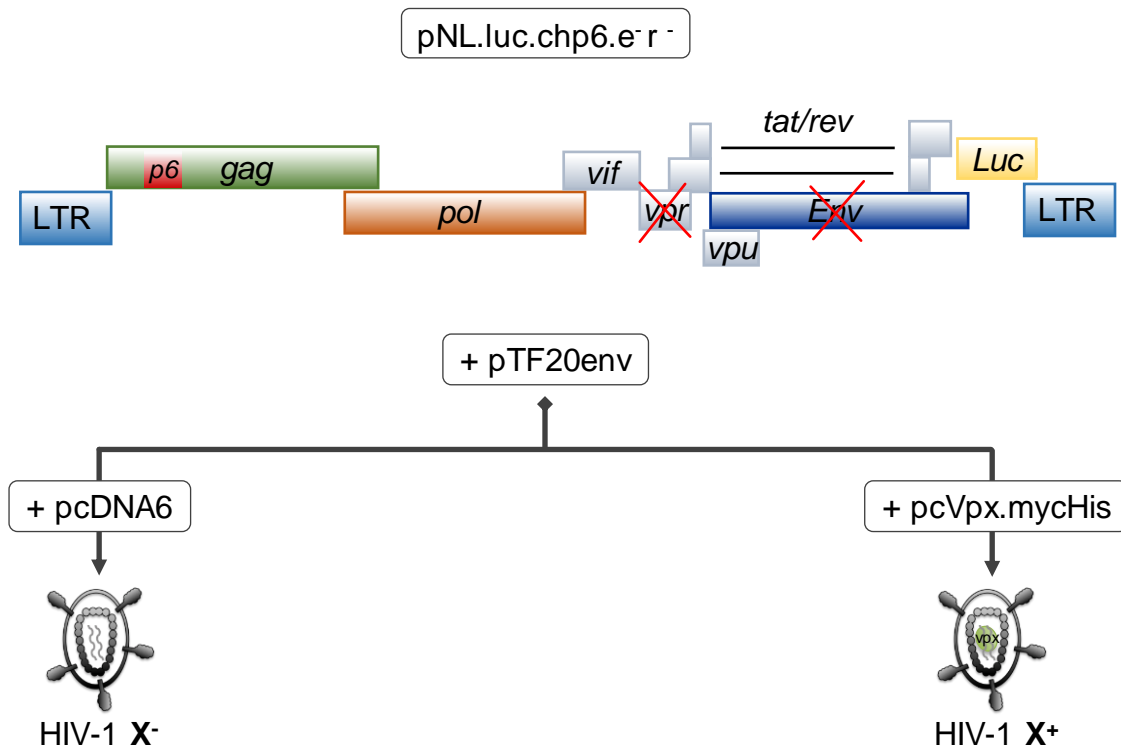 pNL.luc.chp6.e- r -
tat/rev
p6 gag vif Luc
LTR pol vpr Env LTR
vpu
+ pTF20env
+ pcDNA6 + pcVpx.mycHis
vpx
HIV-1 X- HIV-1 X+